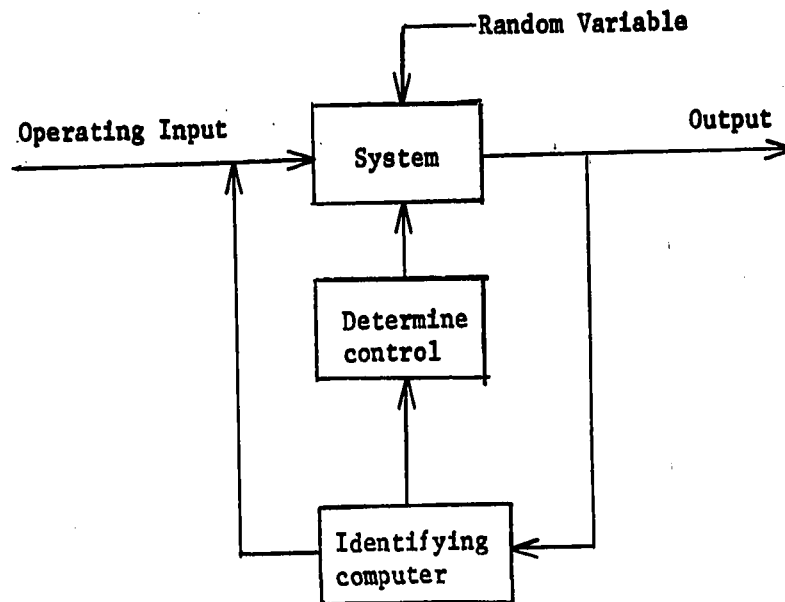 Random Variable
Operating Input
Output
System
Determine
control
Identifying
computer